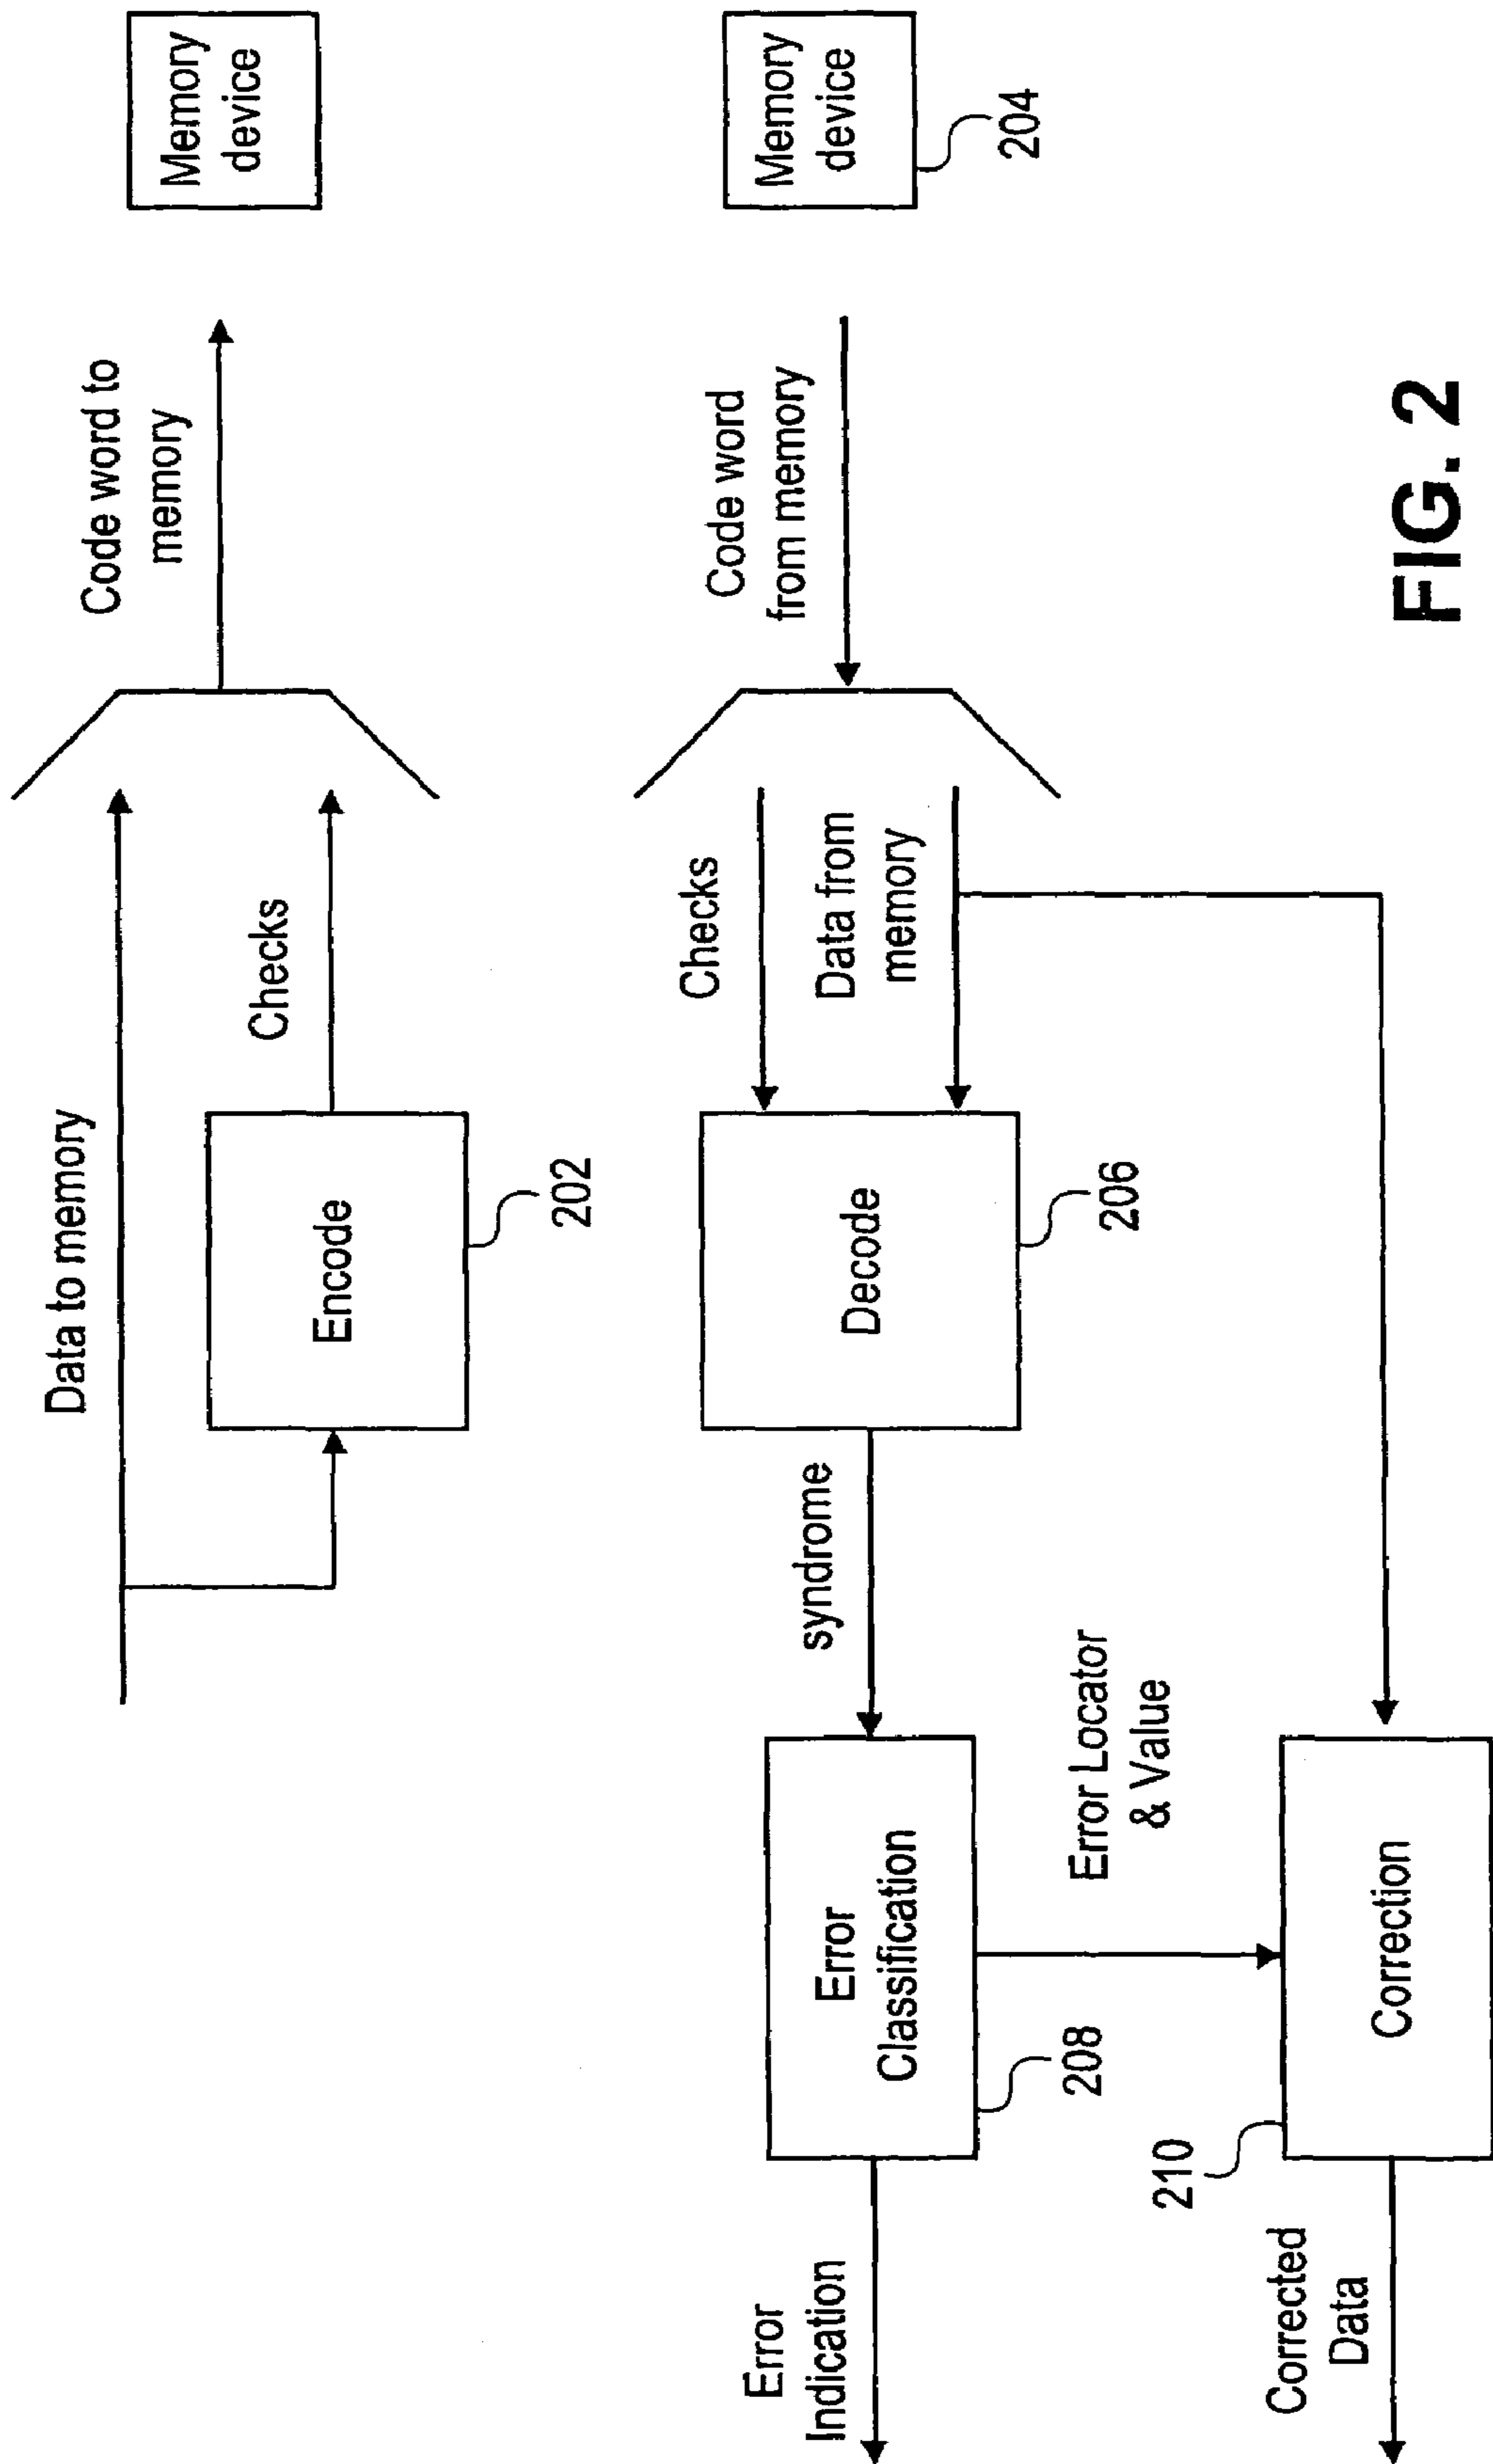 Data to memory
Encode
202
Checks
Code word to
memory
Memory
device
Error
Indication
Error
Classification
208
syndrome
Decode
206
Checks
Data from
memory
Code word
from memory
Memory
device
204
Error Locator
& Value
Corrected
Data
210
Correction
FIG. 2